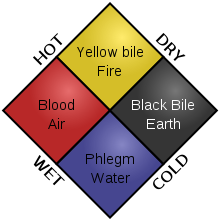 HOT
DRY
Yellow bile
Fire
Blood
Air
Black Bile
Earth
Phlegm
Water
WET
COLD